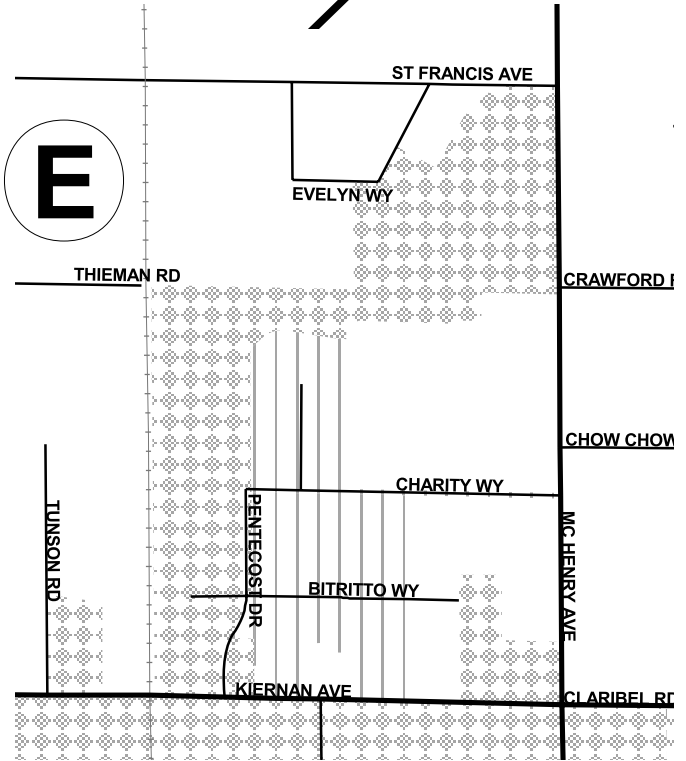 ST FRANCIS AVE
E
EVELYN WY
THIEMAN RD
CRAWFORD
CHOW CHOW
CHARITY WY
TUNSON RD
PENTECOST DR
MC HENRY AVE
BITRITTO WY
KIERNAN AVE
CLARIBEL RD